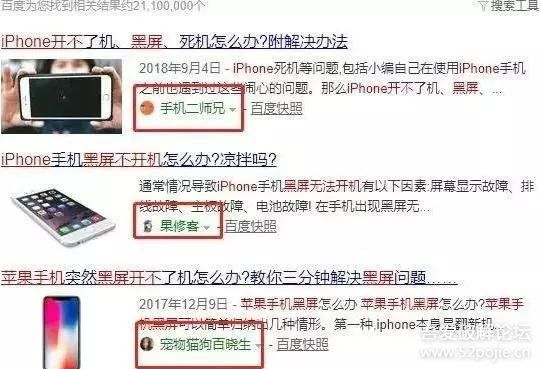 百度为您找到相关结果约21,100,000个
搜索工具
iPhone开不了机、黑屏、死机怎么办?附解决办法
2018年9月4日 - iPhone死机等问题,包括小编自己在使用iPhone手机
之前也遇到过这些闹心的问题。那么iPhone开不了机、黑屏、...
手机二师兄 - 百度快照
iPhone手机黑屏不开机怎么办?凉拌吗?
通常情况导致iPhone手机黑屏无法开机有以下因素:屏幕显示故障、排
线故障、主板故障、电池故障! 在手机出现黑屏无...
果修客 - 百度快照
苹果手机突然黑屏开不了机怎么办?教你三分钟解决黑屏问题……
2017年12月9日 - 苹果手机黑屏怎么办 苹果手机黑屏了怎么办?苹果手
机黑屏可以简单归纳出几种情形。第一种,iphone本身是翻新机...
宠物猫狗百晓生 - 百度快照
吾爱破解论坛
www.52pojie.cn